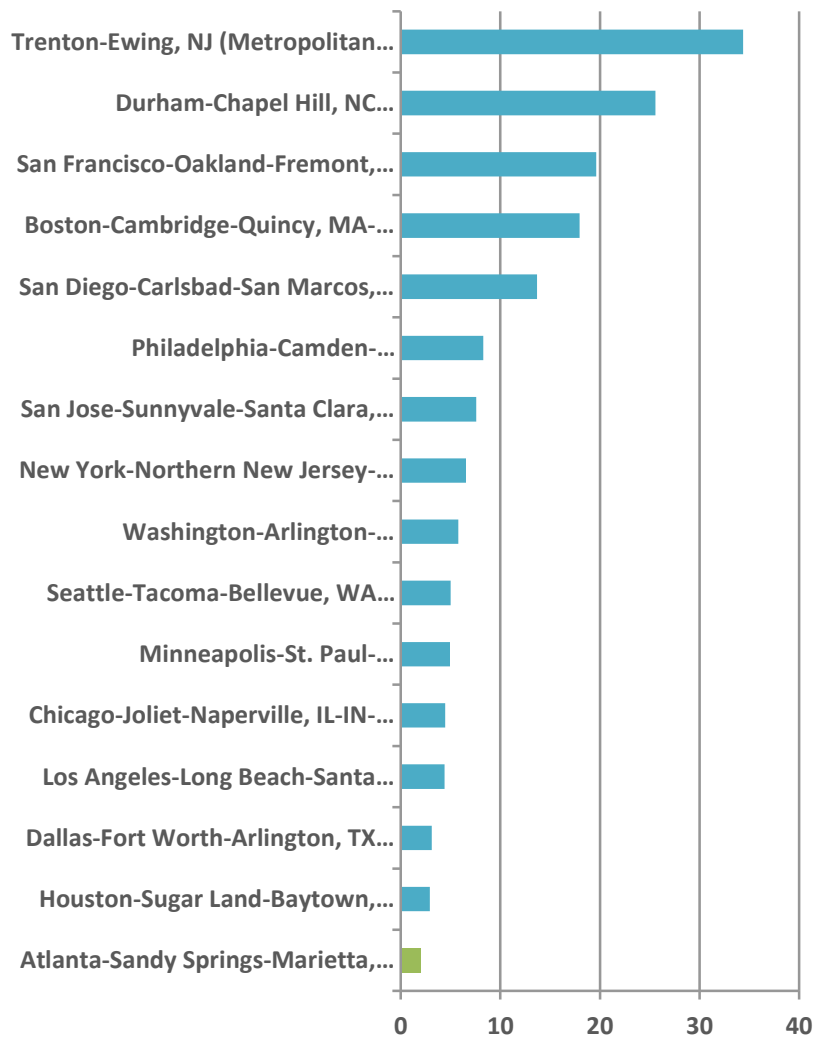 Trenton-Ewing, NJ (Metropolitan...
Durham-Chapel Hill, NC...
San Francisco-Oakland-Fremont,...
Boston-Cambridge-Quincy, MA-...
San Diego-Carlsbad-San Marcos,...
Philadelphia-Camden-...
San Jose-Sunnyvale-Santa Clara,...
New York-Northern New Jersey-...
Washington-Arlington-...
Seattle-Tacoma-Bellevue, WA...
Minneapolis-St. Paul-...
Chicago-Joliet-Naperville, IL-IN-...
Los Angeles-Long Beach-Santa...
Dallas-Fort Worth-Arlington, TX...
Houston-Sugar Land-Baytown,...
Atlanta-Sandy Springs-Marietta,...
0 10 20 30 40